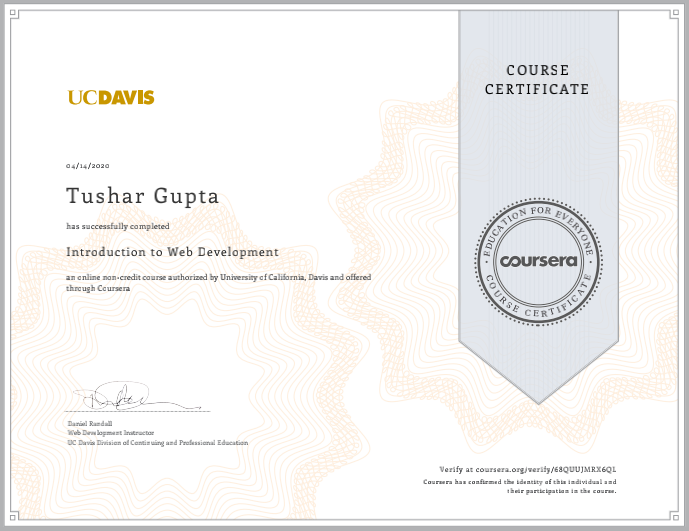 COURSE
CERTIFICATE
UCDAVIS
04/14/2020
Tushar Gupta
has successfully completed
Introduction to Web Development
an online non-credit course authorized by University of California, Davis and offered
through Coursera
EDUCATION FOR EVERYONE
coursera
COURSE CERTIFICATE
Daniel Randall
Web Development Instructor
UC Davis Division of Continuing and Professional Education
Verify at coursera.org/verify/68QUUJMRX6QL
Coursera has confirmed the identity of this individual and
their participation in the course.